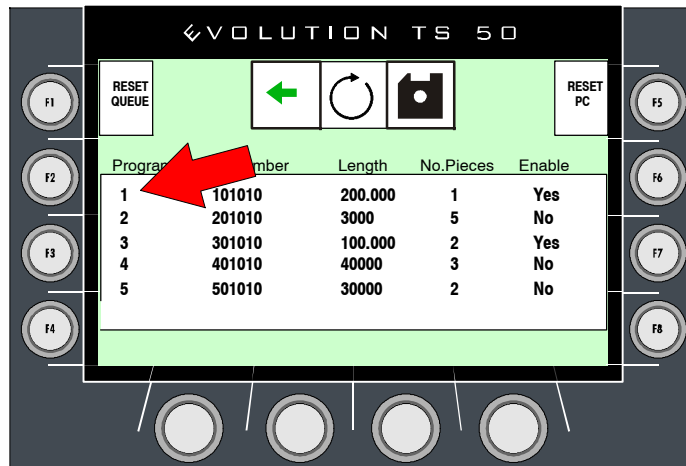 EVOLUTION TS 50
RESET QUEUE
RESET PC
F1
F5
F2
F6
F3
F7
F4
F8
Length No.Pieces Enable
1 101010 200.000 1 Yes
2 201010 3000 5 No
3 301010 100.000 2 Yes
4 401010 40000 3 No
5 501010 30000 2 No